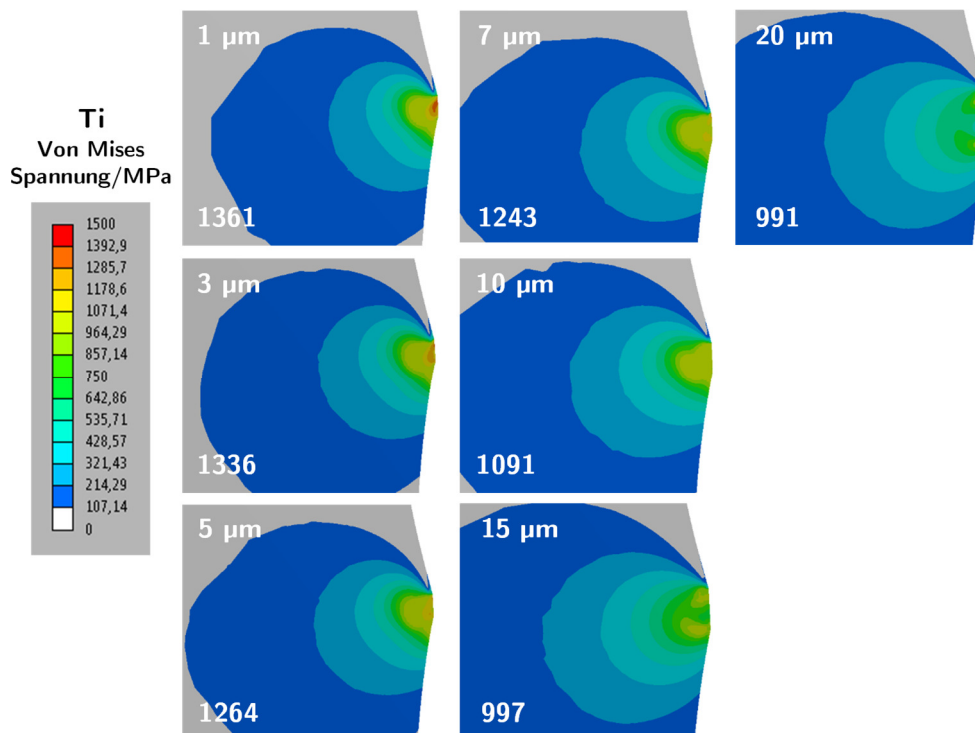 Ti
Von Mises
Spannung/MPa
1500
1392,9
1285,7
1178,6
1071,4
964,29
857,14
750
642,86
535,71
428,57
321,43
214,29
107,14
0
1 µm
1361
7 µm
1243
20 µm
991
3 µm
1336
10 µm
1091
5 µm
1264
15 µm
997